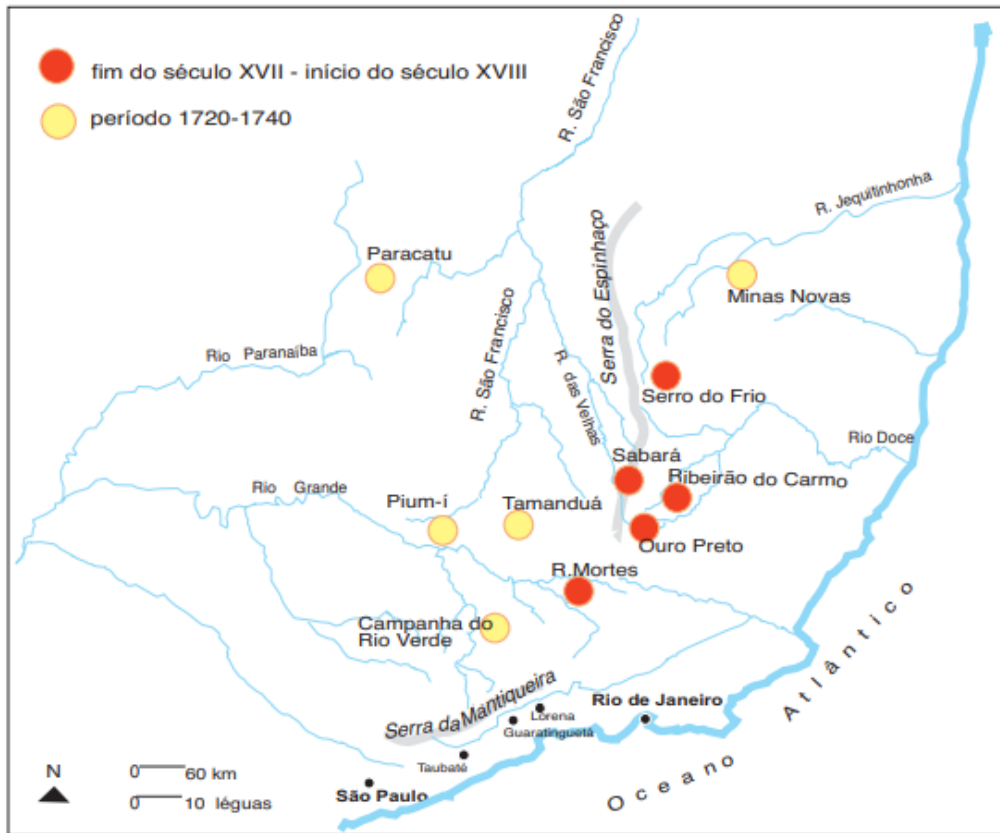 fim do século XVII - início do século XVIII
período 1720-1740
R. São Francisco
R. Jequitinhonha
Paracatu
Serra do Espinhaço
Minas Novas
Rio Paranaíba
R. São Francisco
R. das Velhas
Serro do Frio
Rio Doce
Sabará
Ribeirão do Carmo
Rio Grande
Pium-í
Tamanduá
Ouro Preto
R.Mortes
Campanha do
Rio Verde
Oceano Atlântico
Serra da Mantiqueira
Rio de Janeiro
Lorena
Guaratinguetá
Taubaté
São Paulo
N
0 60 km
0 10 léguas